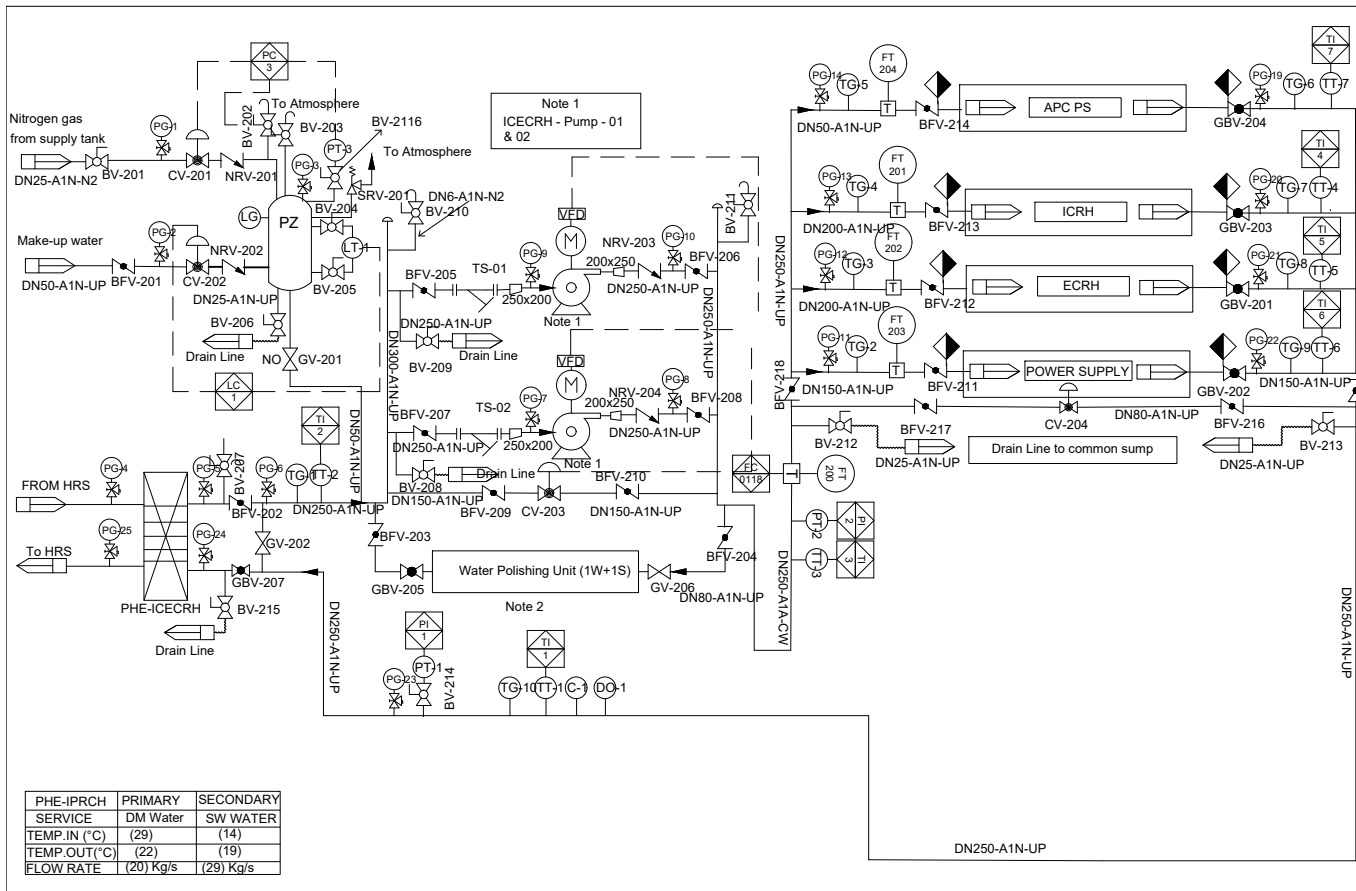 PC
3
To Atmosphere
BV-202
BV-203
Nitrogen gas
from supply tank
PG-1
DN25-A1N-N2
BV-201
CV-201
NRV-201
PT-3
PG-3
BV-2116
To Atmosphere
SRV-201
DN6-A1N-N2
BV-210
BV-204
LG
PZ
LT-1
BV-205
Make-up water
PG-2
NRV-202
DN50-A1N-UP
BFV-201
CV-202
DN25-A1N-UP
BV-206
Drain Line
NO
GV-201
LC
1
Note 1
ICECRH - Pump - 01
& 02
VFD
M
BV-211
PG-9
NRV-203
PG-10
BFV-206
BFV-205
TS-01
200x250
250x200
DN250-A1N-UP
DN250-A1N-UP
Note 1
BV-209
Drain Line
DN300-A1N-UP
DN250-A1N-UP
VFD
M
PG-7
NRV-204
PG-8
BFV-208
BFV-207
TS-02
200x250
250x200
DN250-A1N-UP
DN250-A1N-UP
Note 1
BV-208
Drain Line
DN150-A1N-UP
BFV-209
CV-203
BFV-210
DN150-A1N-UP
TI
2
DN50-A1N-UP
PG-4
PG-5
BV-207
PG-6
TG-1
TT-2
FROM HRS
BFV-202
DN250-A1N-UP
PG-25
PG-24
GV-202
To HRS
GBV-207
PHE-ICECRH
BV-215
Drain Line
BFV-203
GBV-205
Water Polishing Unit (1W+1S)
GV-206
BFV-204
DN80-A1N-UP
Note 2
DN250-A1N-UP
PI
1
PT-1
PG-23
BV-214
TI
1
TG-10
TT-1
C-1
DO-1
FC
0118
T
FT
200
PT-2
PI
2
TT-3
TI
3
DN250-A1A-CW
DN250-A1N-UP
BFV-218
PG-14
TG-5
FT
204
T
DN50-A1N-UP
BFV-214
APC PS
PG-19
TG-6
TT-7
TI
7
GBV-204
PG-13
TG-4
FT
201
T
DN200-A1N-UP
BFV-213
ICRH
PG-20
TG-7
TT-4
TI
4
GBV-203
PG-12
TG-3
FT
202
T
DN200-A1N-UP
BFV-212
ECRH
PG-21
TG-8
TT-5
TI
5
GBV-201
PG-11
TG-2
FT
203
T
DN150-A1N-UP
BFV-211
POWER SUPPLY
PG-22
TG-9
TT-6
TI
6
GBV-202
DN150-A1N-UP
BFV-217
CV-204
DN80-A1N-UP
BFV-216
BV-212
DN25-A1N-UP
Drain Line to common sump
DN25-A1N-UP
BV-213
DN250-A1N-UP
DN250-A1N-UP
PHE-IPRCH PRIMARY SECONDARY
SERVICE DM Water SW WATER
TEMP.IN (°C) (29) (14)
TEMP.OUT(°C) (22) (19)
FLOW RATE (20) Kg/s (29) Kg/s